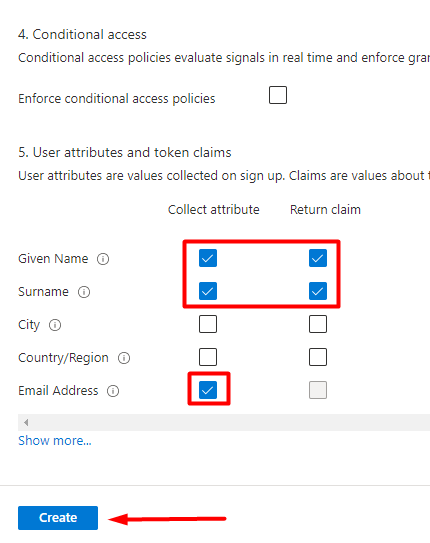 4. Conditional access
Conditional access policies evaluate signals in real time and enforce
Enforce conditional access policies
5. User attributes and token claims
User attributes are values collected on sign up. Claims are values about
Collect attribute Return claim
Given Name
Surname
City
Country/Region
Email Address
Show more...
Create